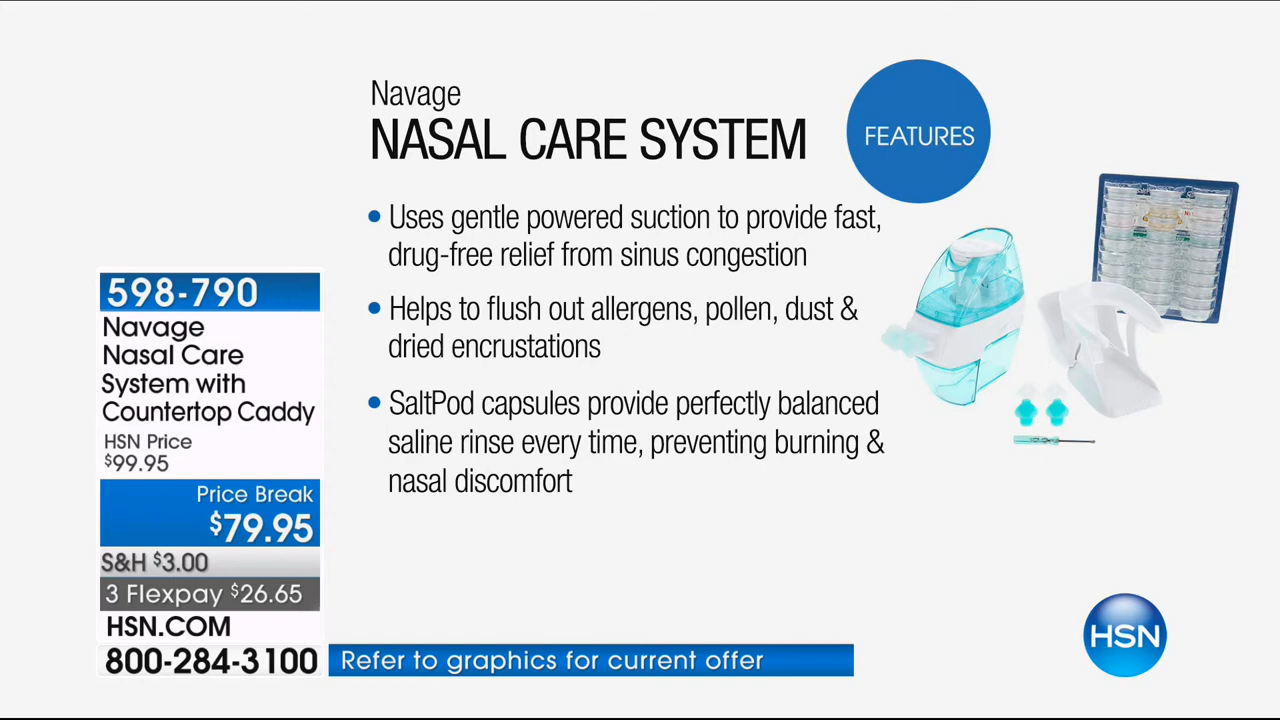 Navage
NASAL CARE SYSTEM
FEATURES
• Uses gentle powered suction to provide fast,
drug-free relief from sinus congestion
• Helps to flush out allergens, pollen, dust &
dried encrustations
• SaltPod capsules provide perfectly balanced
saline rinse every time, preventing burning &
nasal discomfort
598-790
Navage
Nasal Care
System with
Countertop Caddy
HSN Price
$99.95
Price Break
$79.95
S&H $3.00
3 Flexpay $26.65
HSN.COM
800-284-3100
Refer to graphics for current offer
HSN